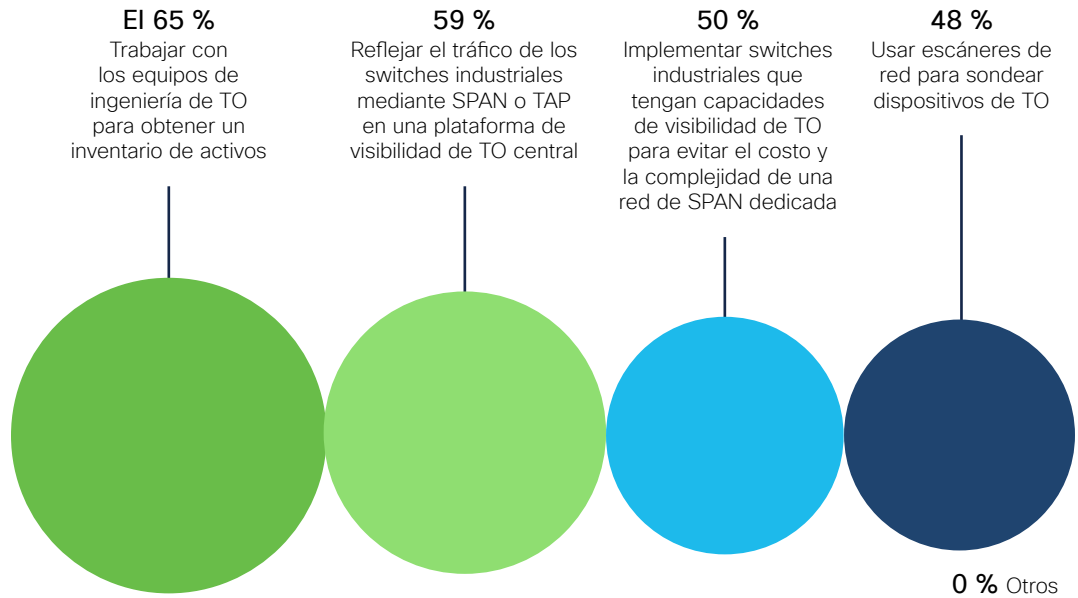 El 65 %
Trabajar con
los equipos de
ingeniería de TO
para obtener un
inventario de activos
59 %
Reflejar el tráfico de los
switches industriales
mediante SPAN o TAP
en una plataforma de
visibilidad de TO central
50 %
Implementar switches
industriales que
tengan capacidades
de visibilidad de TO
para evitar el costo y
la complejidad de una
red de SPAN dedicada
48 %
Usar escáneres de
red para sondear
dispositivos de TO
0 % Otros